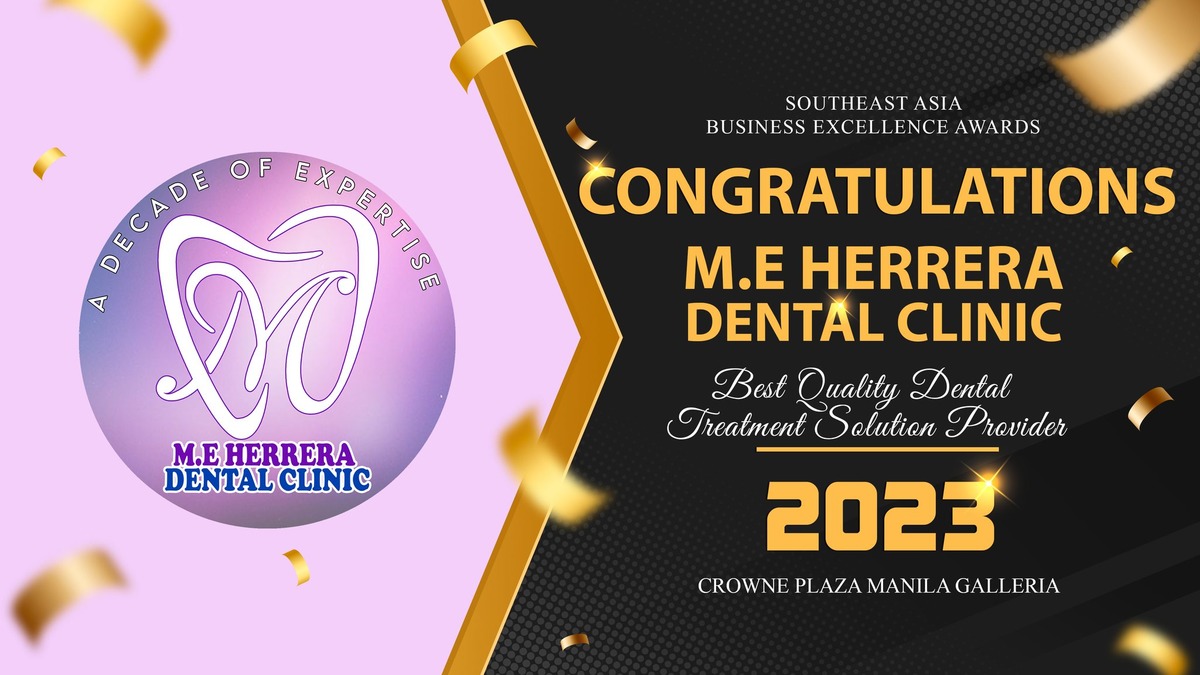 A DECADE OF EXPERTISE
M.E HERRERA
DENTAL CLINIC
SOUTHEAST ASIA
BUSINESS EXCELLENCE AWARDS
CONGRATULATIONS
M.E HERRERA
DENTAL CLINIC
Best Quality Dental
Treatment Solution Provider
2023
CROWNE PLAZA MANILA GALLERIA